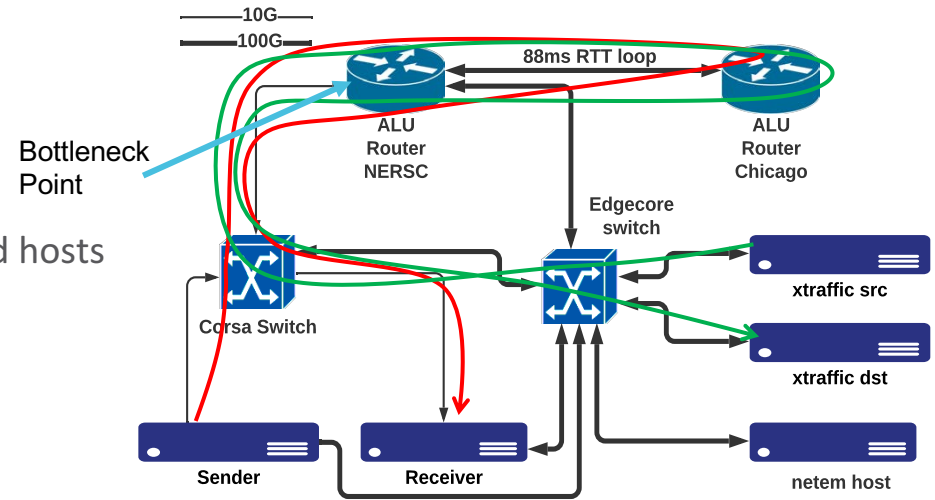 10G
100G
88ms RTT loop
ALU
Router
NERSC
ALU
Router
Chicago
Bottleneck
Point
Edgecore
switch
d hosts
xtraffic src
Corsa Switch
xtraffic dst
Sender
Receiver
netem host